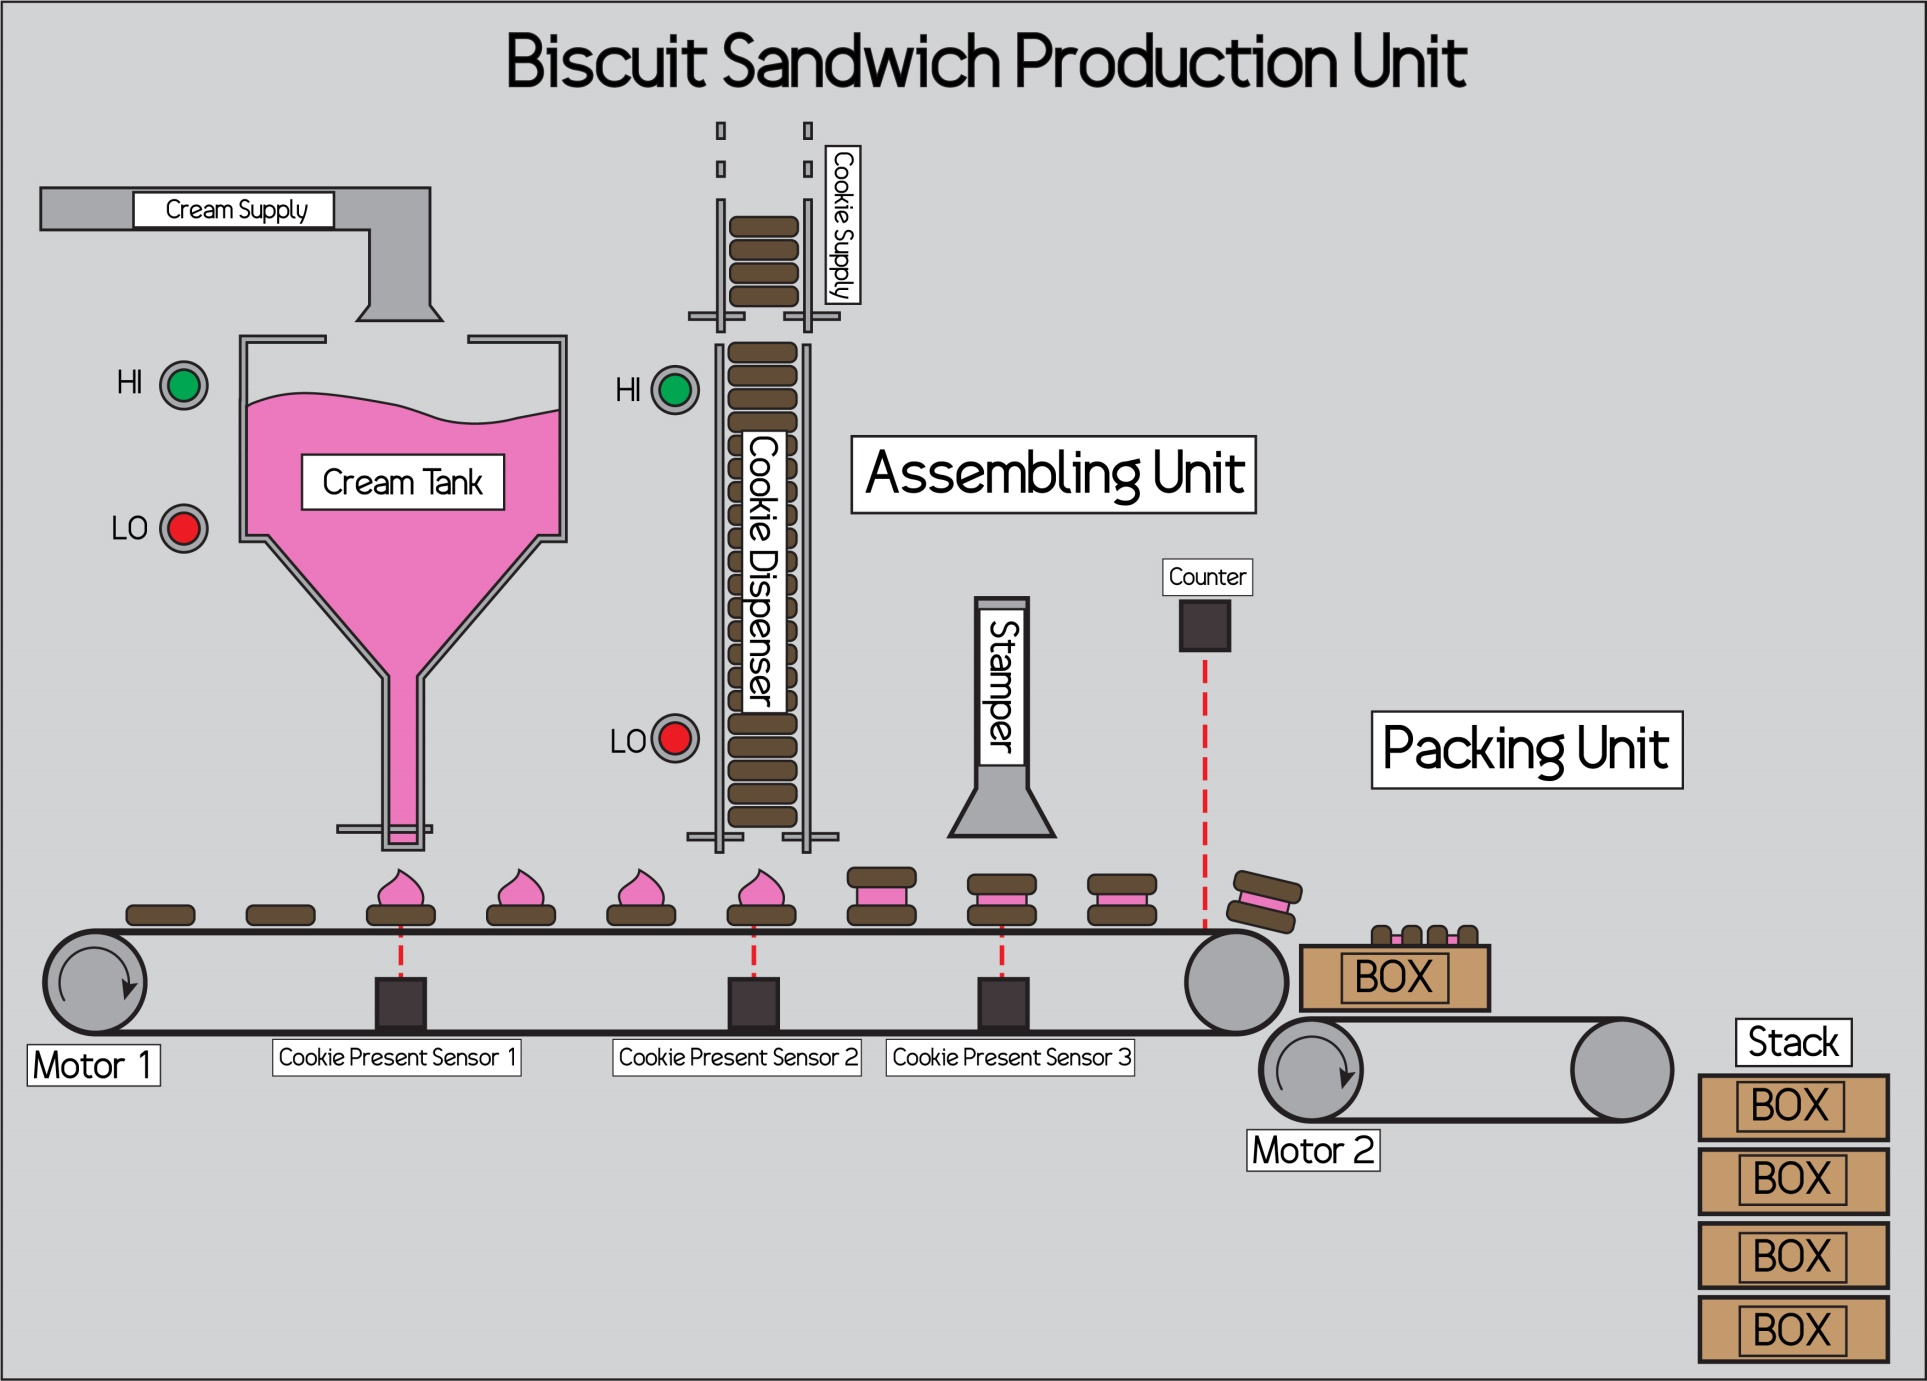 Biscuit Sandwich Production Unit
Cream Supply
Cookie Supply
HI
LO
Cream Tank
HI
LO
Cookie Dispenser
Assembling Unit
Stamper
Counter
Packing Unit
BOX
Motor 1
Cookie Present Sensor 1
Cookie Present Sensor 2
Cookie Present Sensor 3
Motor 2
Stack
BOX
BOX
BOX
BOX